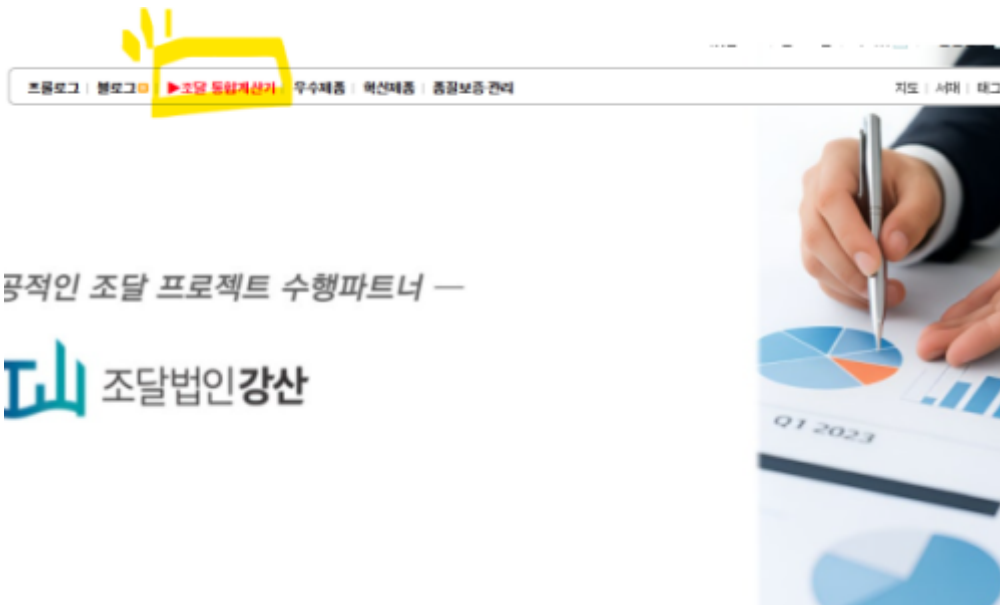 프롤로그 | 블로그 | ▶조달 통합계산기 | 우수제품 | 혁신제품 | 품질보증·관리
지도 | 서재 | 태그
공적인 조달 프로젝트 수행파트너 —
조달법인강산
Q1 2023